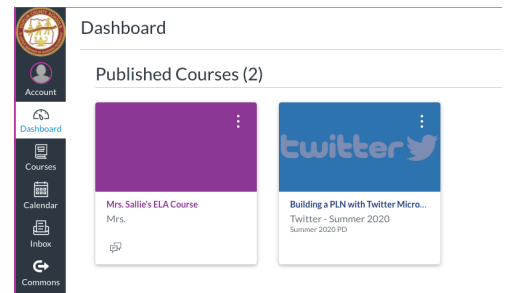 Dashboard
Published Courses (2)
Account
Dashboard
Courses
Calendar
Inbox
Commons
twitter
Mrs. Sallie's ELA Course
Mrs.
Building a PLN with Twitter Micro...
Twitter - Summer 2020
Summer 2020 PD